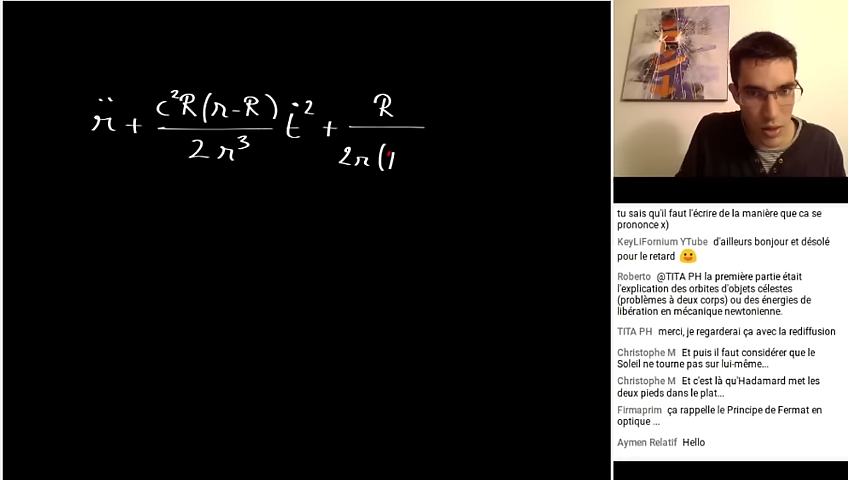 r̈ + c²R(r-R) / 2r³ ṫ² + R / 2r(
tu sais qu'il faut l'écrire de la manière que ca se
prononce x)
KeyLiFornium YTube d'ailleurs bonjour et désolé
pour le retard 😀
Roberto @TITA PH la première partie était
l'explication des orbites d'objets célestes
(problèmes à deux corps) ou des énergies de
libération en mécanique newtonienne.
TITA PH merci, je regarderai ça avec la rediffusion
Christophe M Et puis il faut considérer que le
Soleil ne tourne pas sur lui-même...
Christophe M Et c'est là qu'Hadamard met les
deux pieds dans le plat...
Firmaprim ça rappelle le Principe de Fermat en
optique ...
Aymen Relatif Hello